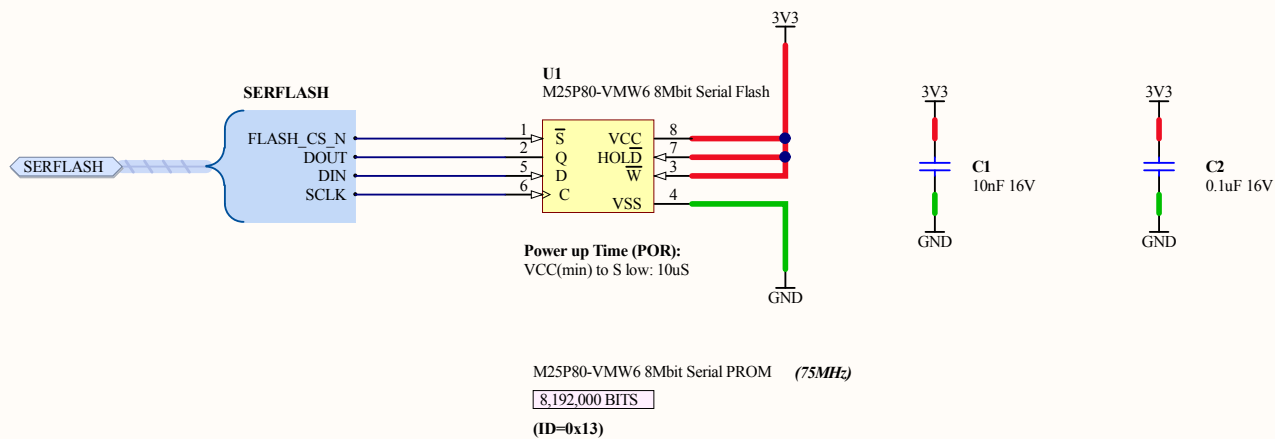 3V3
U1
M25P80-VMW6 8Mbit Serial Flash
SERFLASH
SERFLASH
FLASH_CS_N
DOUT
DIN
SCLK
1
2
5
6
S
Q
D
C
VCC
HOLD
W
VSS
8
7
3
4
Power up Time (POR):
VCC(min) to S low: 10uS
GND
3V3
C1
10nF 16V
GND
3V3
C2
0.1uF 16V
GND
M25P80-VMW6 8Mbit Serial PROM (75MHz)
8,192,000 BITS
(ID=0x13)